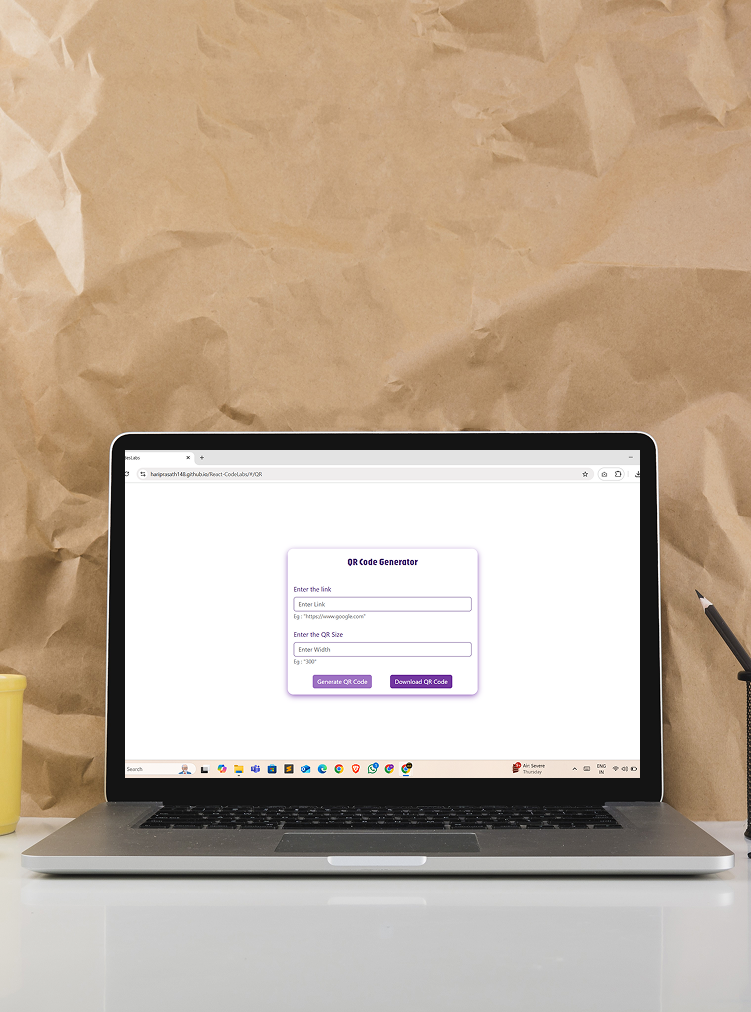 esLabs
hariprasath148.github.io/React-CodeLabs/#/QR
QR Code Generator
Enter the link
Enter Link
Eg : "https://www.google.com"
Enter the QR Size
Enter Width
Eg : "300"
Generate QR Code Download QR Code
Search
Air: Severe
Thursday
ENG
IN